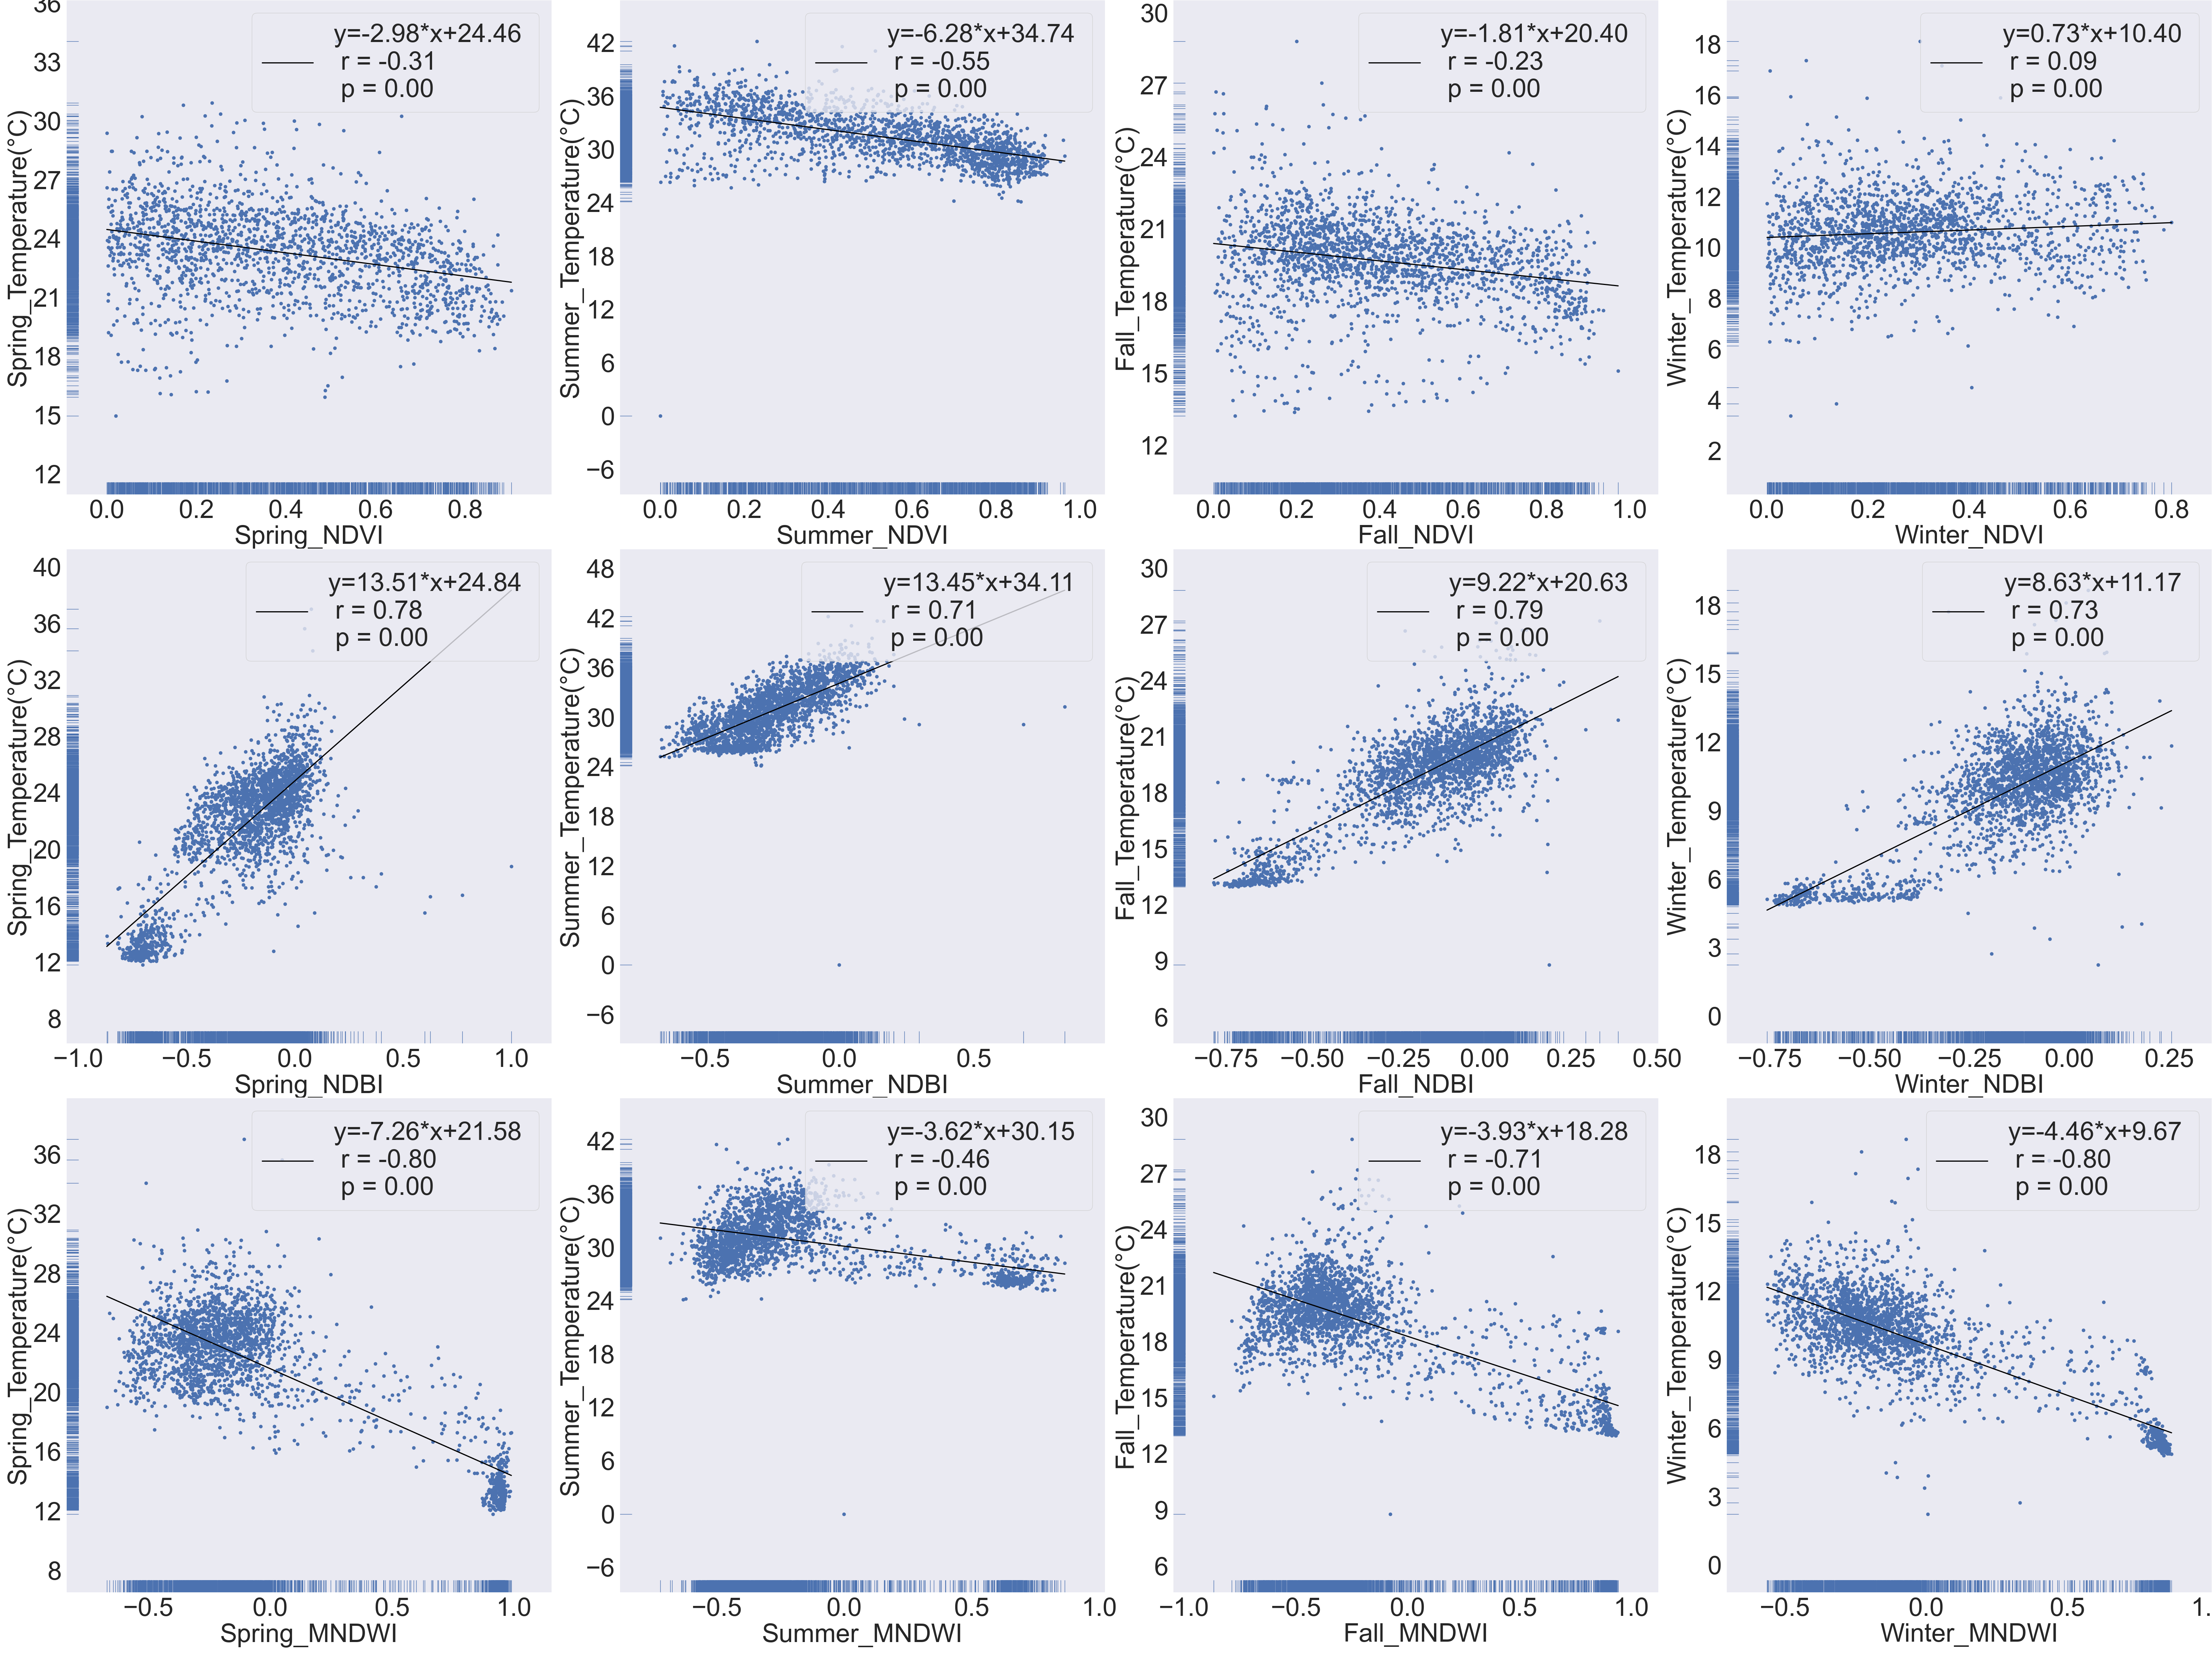 y=-2.98*x+24.46
r = -0.31
p = 0.00
36
33
30
27
24
21
18
15
12
Spring_Temperature(°C)
0.0 0.2 0.4 0.6 0.8
Spring_NDVI
y=-6.28*x+34.74
r = -0.55
p = 0.00
42
36
30
24
18
12
6
0
−6
Summer_Temperature(°C)
0.0 0.2 0.4 0.6 0.8 1.0
Summer_NDVI
y=-1.81*x+20.40
r = -0.23
p = 0.00
30
27
24
21
18
15
12
Fall_Temperature(°C)
0.0 0.2 0.4 0.6 0.8 1.0
Fall_NDVI
y=0.73*x+10.40
r = 0.09
p = 0.00
18
16
14
12
10
8
6
4
2
Winter_Temperature(°C)
0.0 0.2 0.4 0.6 0.8
Winter_NDVI
y=13.51*x+24.84
r = 0.78
p = 0.00
40
36
32
28
24
20
16
12
8
Spring_Temperature(°C)
−1.0 −0.5 0.0 0.5 1.0
Spring_NDBI
y=13.45*x+34.11
r = 0.71
p = 0.00
48
42
36
30
24
18
12
6
0
−6
Summer_Temperature(°C)
−0.5 0.0 0.5
Summer_NDBI
y=9.22*x+20.63
r = 0.79
p = 0.00
30
27
24
21
18
15
12
9
6
Fall_Temperature(°C)
−0.75 −0.50 −0.25 0.00 0.25 0.50
Fall_NDBI
y=8.63*x+11.17
r = 0.73
p = 0.00
18
15
12
9
6
3
0
Winter_Temperature(°C)
−0.75 −0.50 −0.25 0.00 0.25
Winter_NDBI
y=-7.26*x+21.58
r = -0.80
p = 0.00
36
32
28
24
20
16
12
8
Spring_Temperature(°C)
−0.5 0.0 0.5 1.0
Spring_MNDWI
y=-3.62*x+30.15
r = -0.46
p = 0.00
42
36
30
24
18
12
6
0
−6
Summer_Temperature(°C)
−0.5 0.0 0.5 1.0
Summer_MNDWI
y=-3.93*x+18.28
r = -0.71
p = 0.00
30
27
24
21
18
15
12
9
6
Fall_Temperature(°C)
−1.0 −0.5 0.0 0.5 1.0
Fall_MNDWI
y=-4.46*x+9.67
r = -0.80
p = 0.00
18
15
12
9
6
3
0
Winter_Temperature(°C)
−0.5 0.0 0.5 1.
Winter_MNDWI